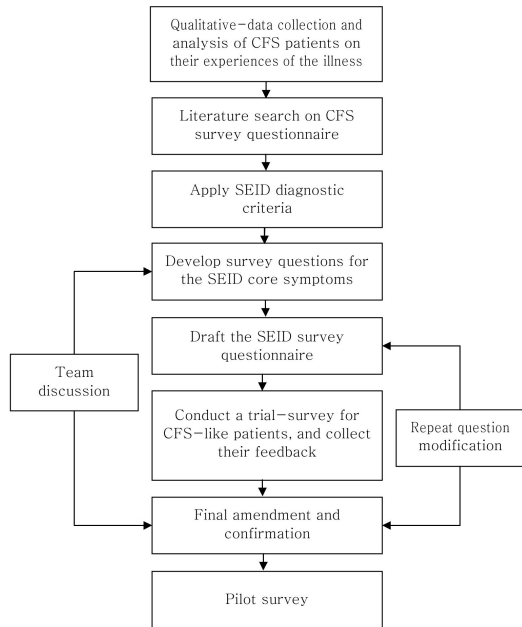 Qualitative-data collection and
analysis of CFS patients on
their experiences of the illness
Literature search on CFS
survey questionnaire
Apply SEID diagnostic
criteria
Develop survey questions for
the SEID core symptoms
Draft the SEID survey
questionnaire
Team
discussion
Conduct a trial-survey for
CFS-like patients, and collect
their feedback
Repeat question
modification
Final amendment and
confirmation
Pilot survey